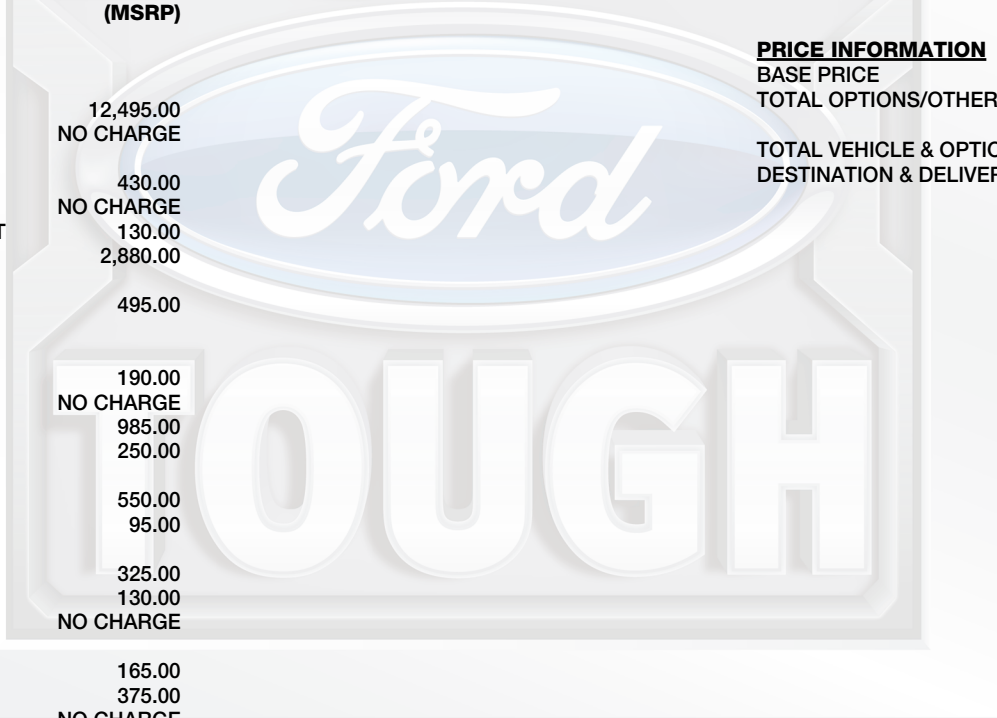 (MSRP)
12,495.00
NO CHARGE
430.00
NO CHARGE
T
130.00
2,880.00
495.00
190.00
NO CHARGE
985.00
250.00
550.00
95.00
325.00
130.00
NO CHARGE
165.00
375.00
NO CHARGE
PRICE INFORMATION
BASE PRICE
TOTAL OPTIONS/OTHER
TOTAL VEHICLE &
DESTINATION &
Ford
TOUGH